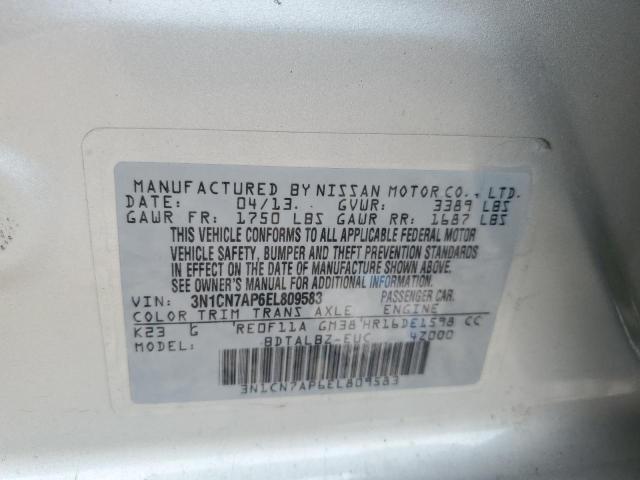 MANUFACTURED BY NISSAN MOTOR CO., LTD.
DATE: 04/13. GVWR: 3389 LBS
GAWR FR: 1750 LBS GAWR RR: 1687 LBS
THIS VEHICLE CONFORMS TO ALL APPLICABLE FEDERAL MOTOR
VEHICLE SAFETY, BUMPER AND THEFT PREVENTION STANDARDS
IN EFFECT ON THE DATE OF MANUFACTURE SHOWN ABOVE.
SEE OWNER'S MANUAL FOR ADDITIONAL INFORMATION.
VIN: 3N1CN7AP6EL809583 PASSENGER CAR.
COLOR TRIM TRANS AXLE ENGINE
K23 G RE0F11A GM38 HR16DE1598 CC
MODEL: BDTALBZ-EUC 4Z000
3N1CN7AP6EL809583